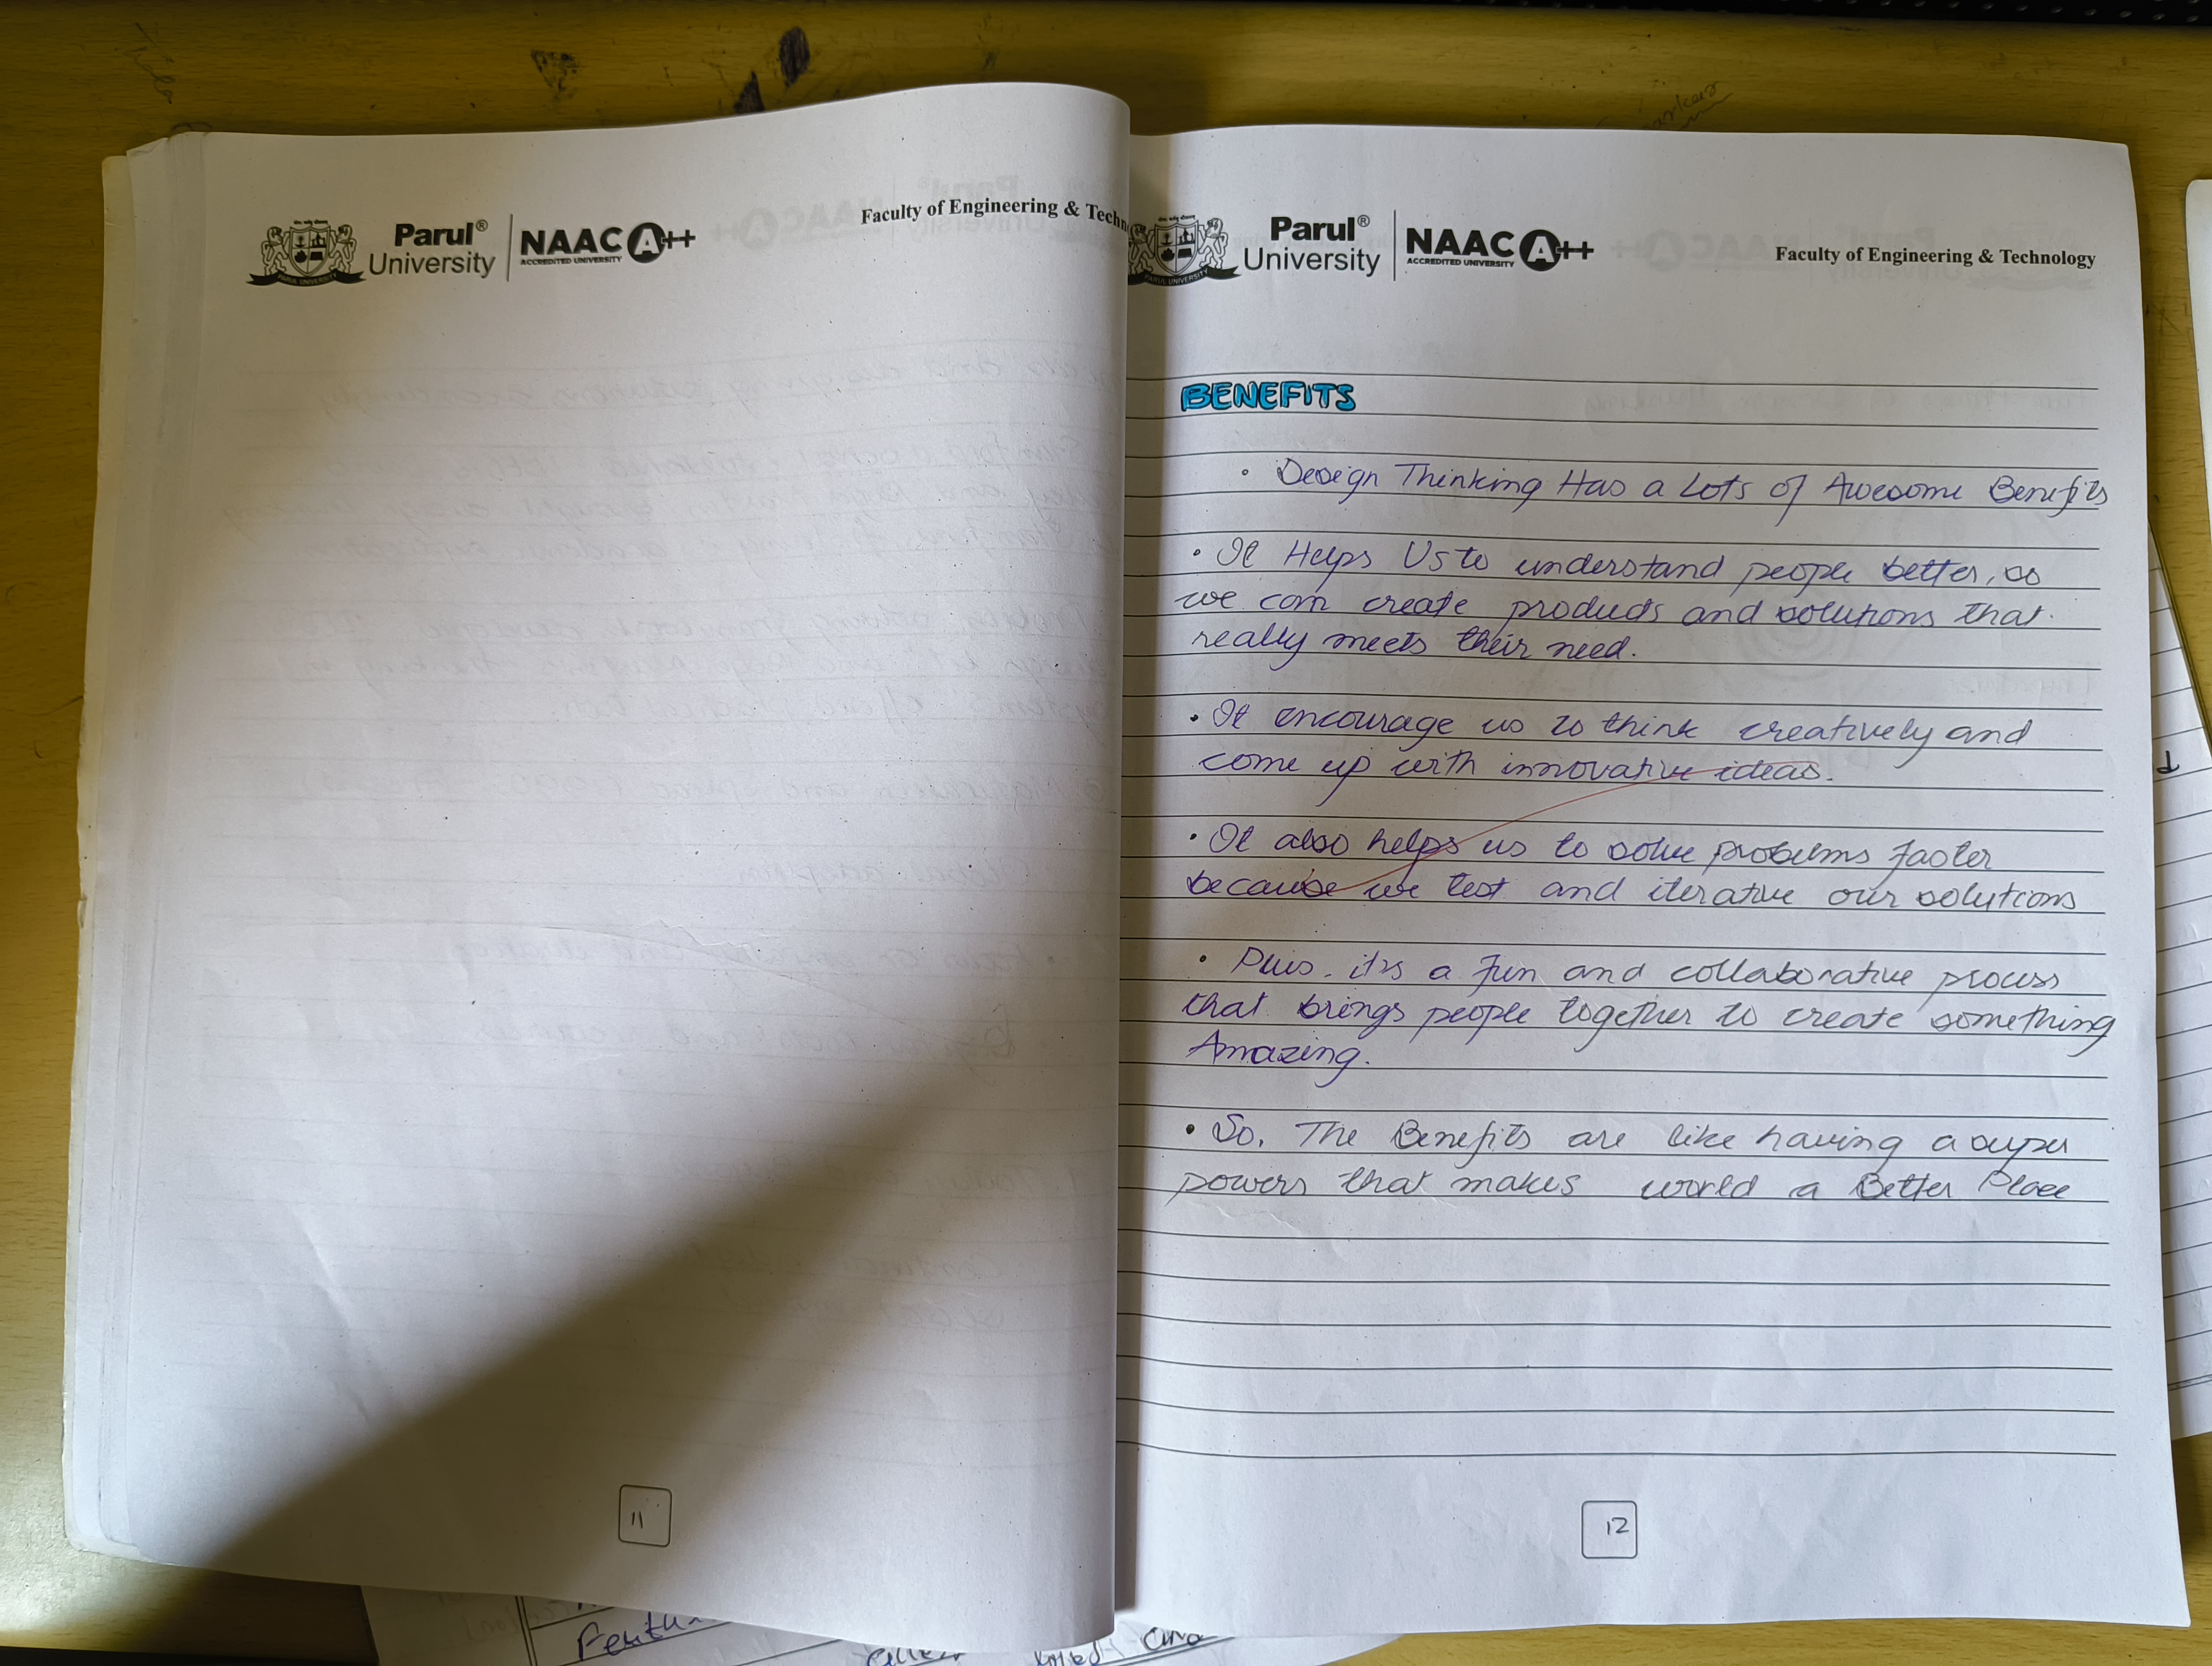 Parul®
University
NAAC A++
ACCREDITED UNIVERSITY
Faculty of Engineering & Techn
11
Parul®
University
NAAC A++
ACCREDITED UNIVERSITY
Faculty of Engineering & Technology
BENEFITS
• Design Thinking Has a Lots of Awesome Benefits
• It Helps Us to understand people better, so
we can create products and solutions that
really meets their need.
• It encourage us to think creatively and
come up with innovative ideas.
• It also helps us to solve problems faster
because we test and iterative our solutions
• Plus, it's a fun and collaborative process
that brings people together to create something
Amazing.
• So, The Benefits are like having a super
powers that makes world a Better Place
12